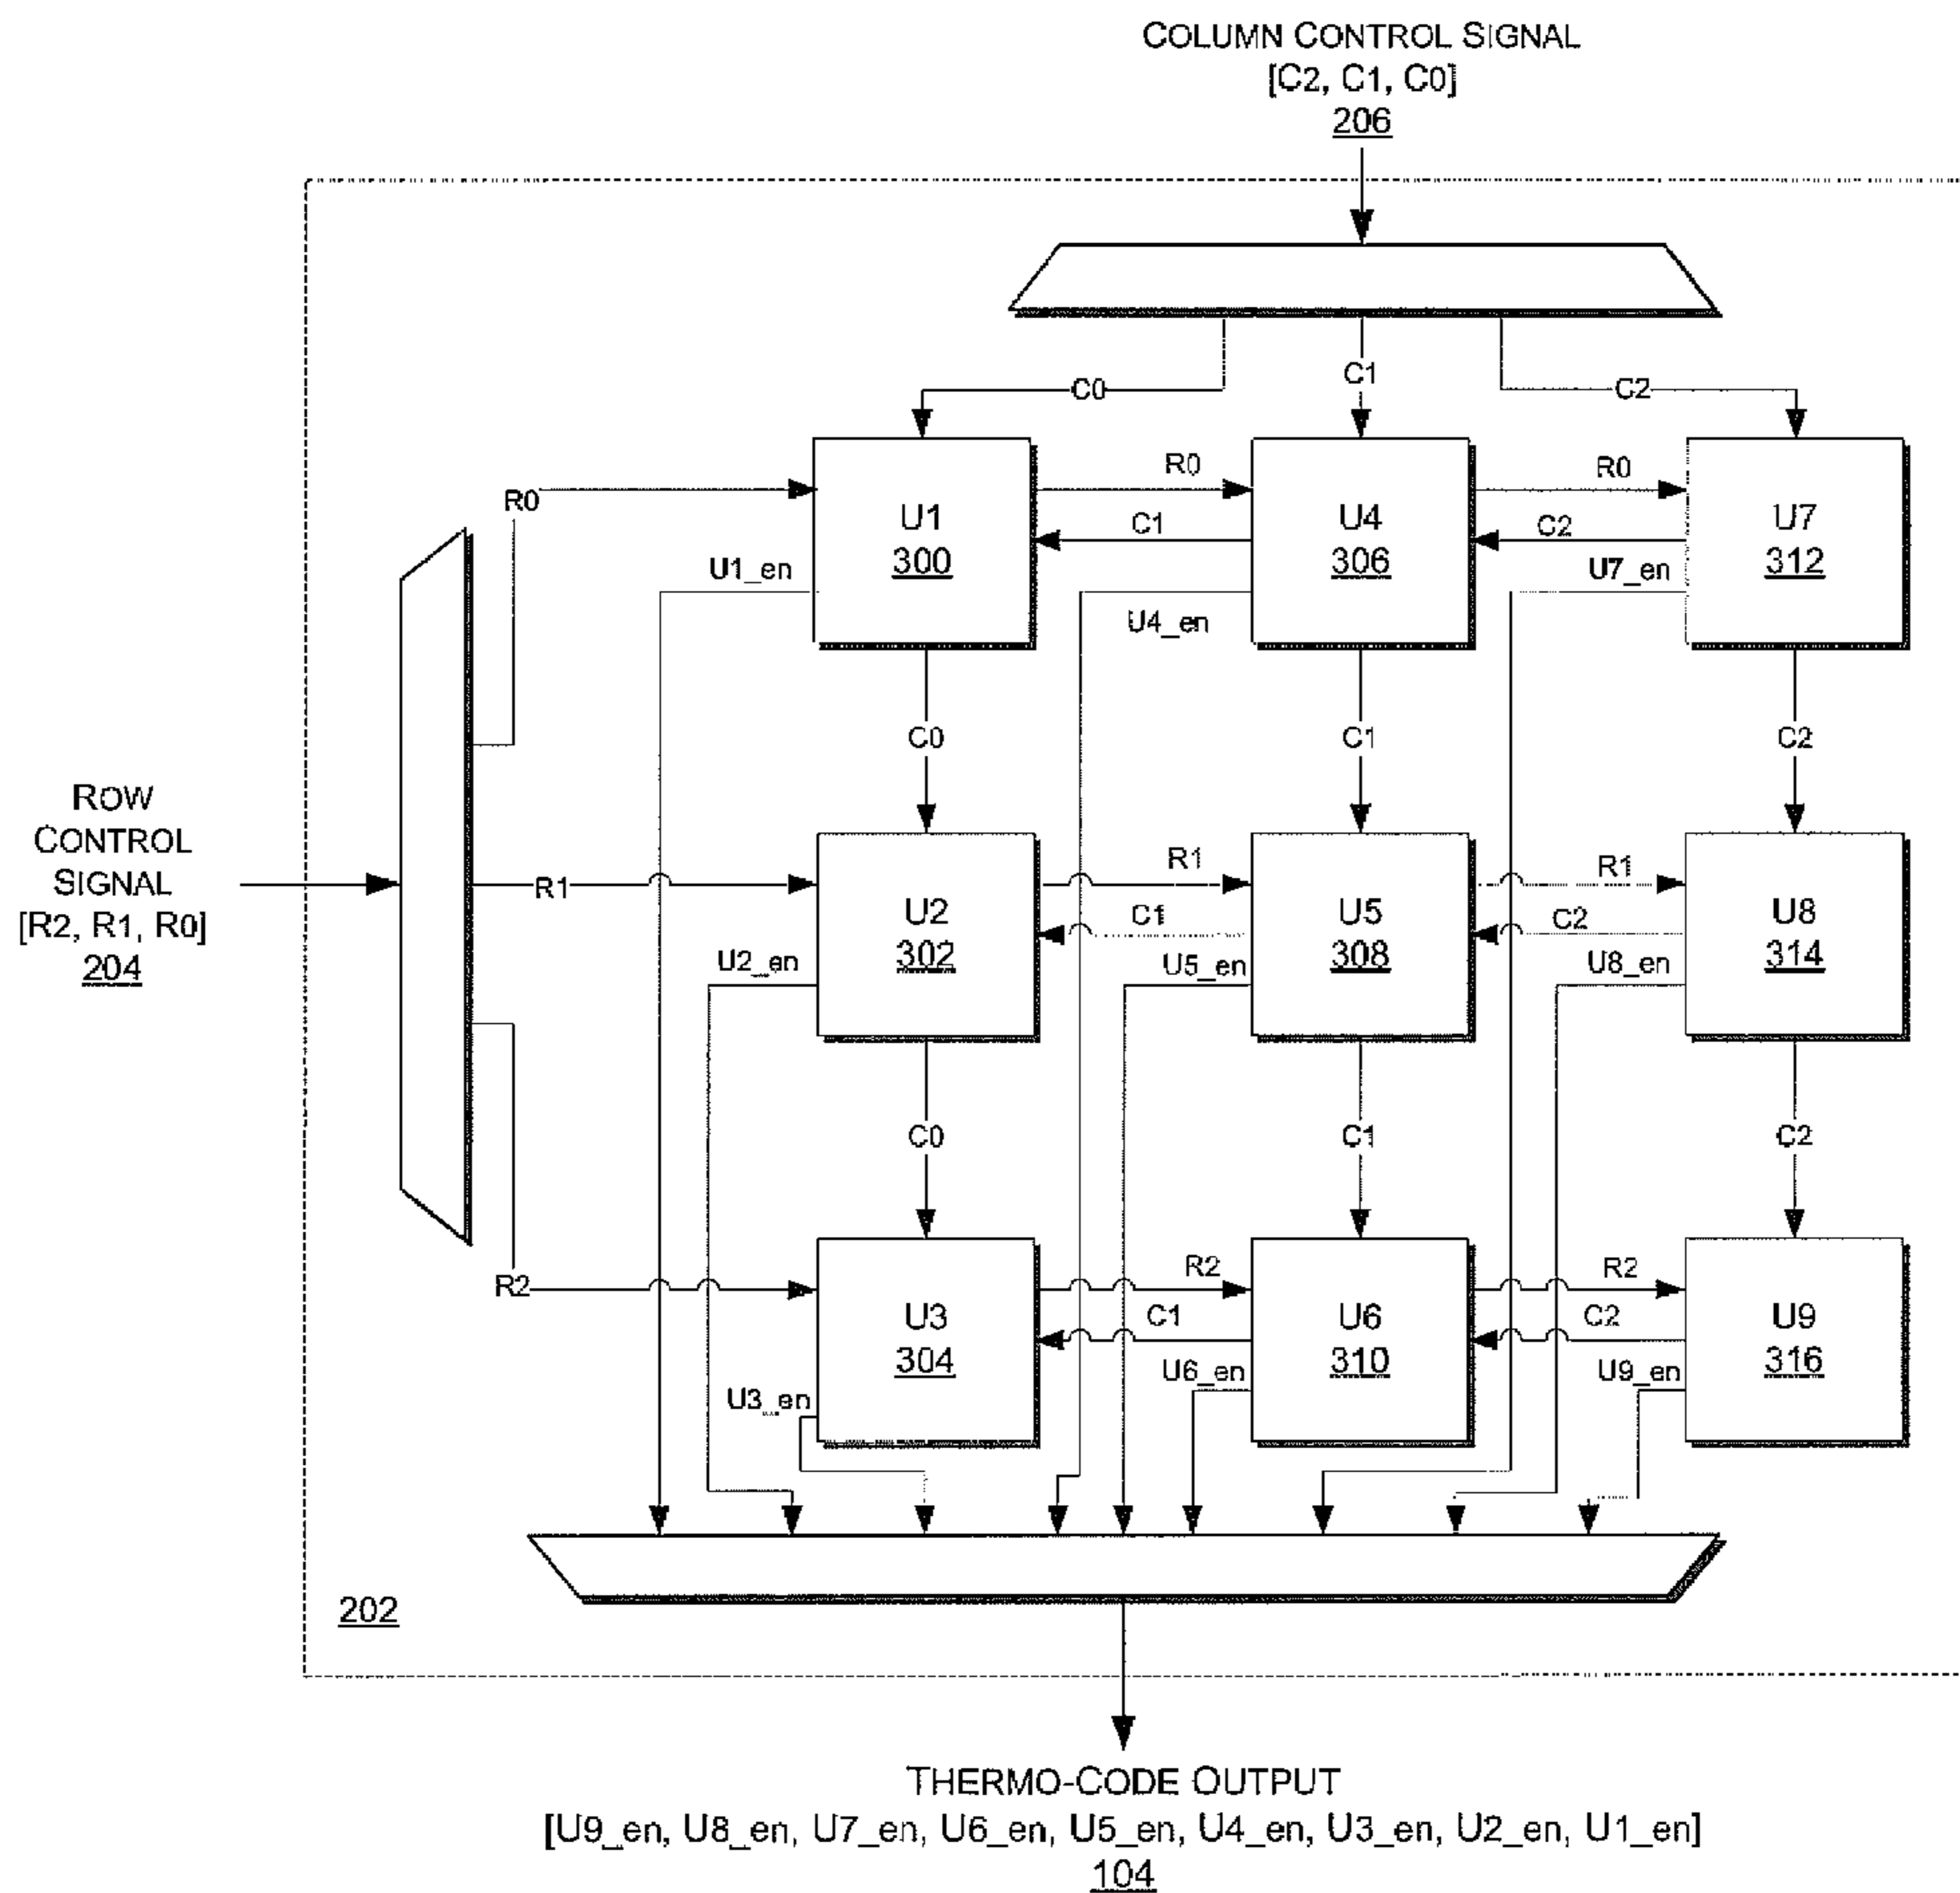 COLUMN CONTROL SIGNAL
[C2, C1, C0]
206
C0
C1
C2
R0
R0
R0
U1
300
C1
U4
306
C2
U7
312
U1_en
U4_en
U7_en
C0
C1
C2
ROW
CONTROL
SIGNAL
[R2, R1, R0]
204
R1
R1
R1
U2
302
C1
U5
308
C2
U8
314
U2_en
U5_en
U8_en
C0
C1
C2
R2
R2
R2
U3
304
C1
U6
310
C2
U9
316
U3_en
U6_en
U9_en
202
THERMO-CODE OUTPUT
[U9_en, U8_en, U7_en, U6_en, U5_en, U4_en, U3_en, U2_en, U1_en]
104